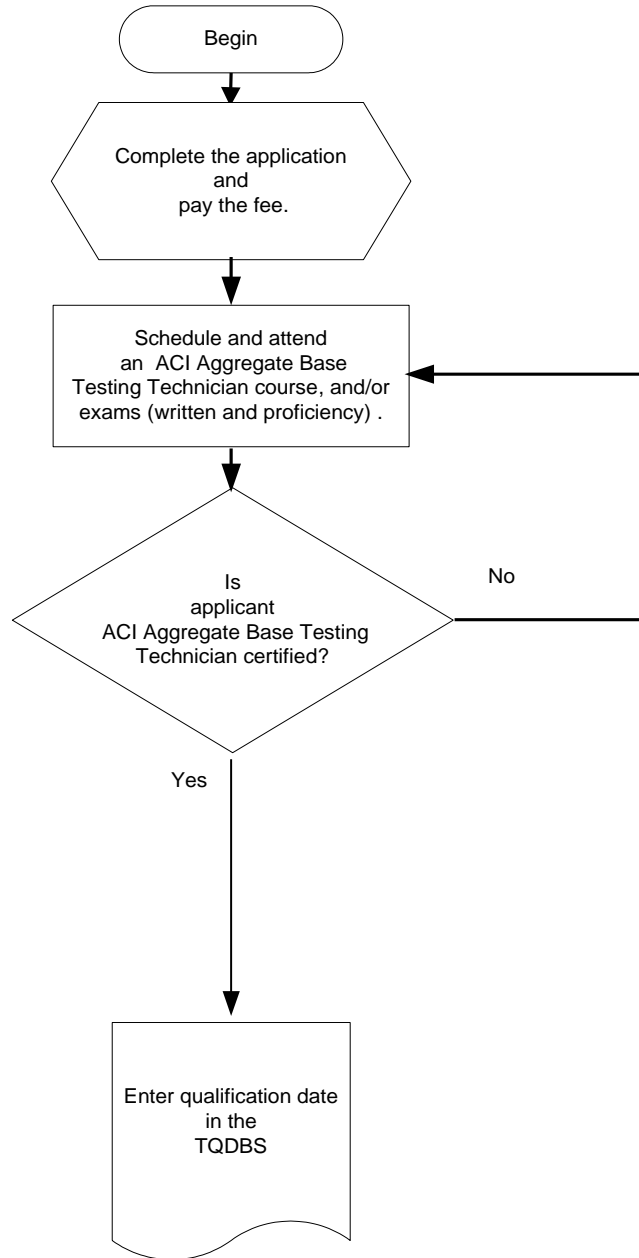 Begin
Complete the application
and
pay the fee.
Schedule and attend
an  ACI Aggregate Base
Testing Technician course, and/or
exams (written and proficiency) .
Is
applicant
ACI Aggregate Base Testing
Technician certified?
No
Yes
Enter qualification date
in the
TQDBS